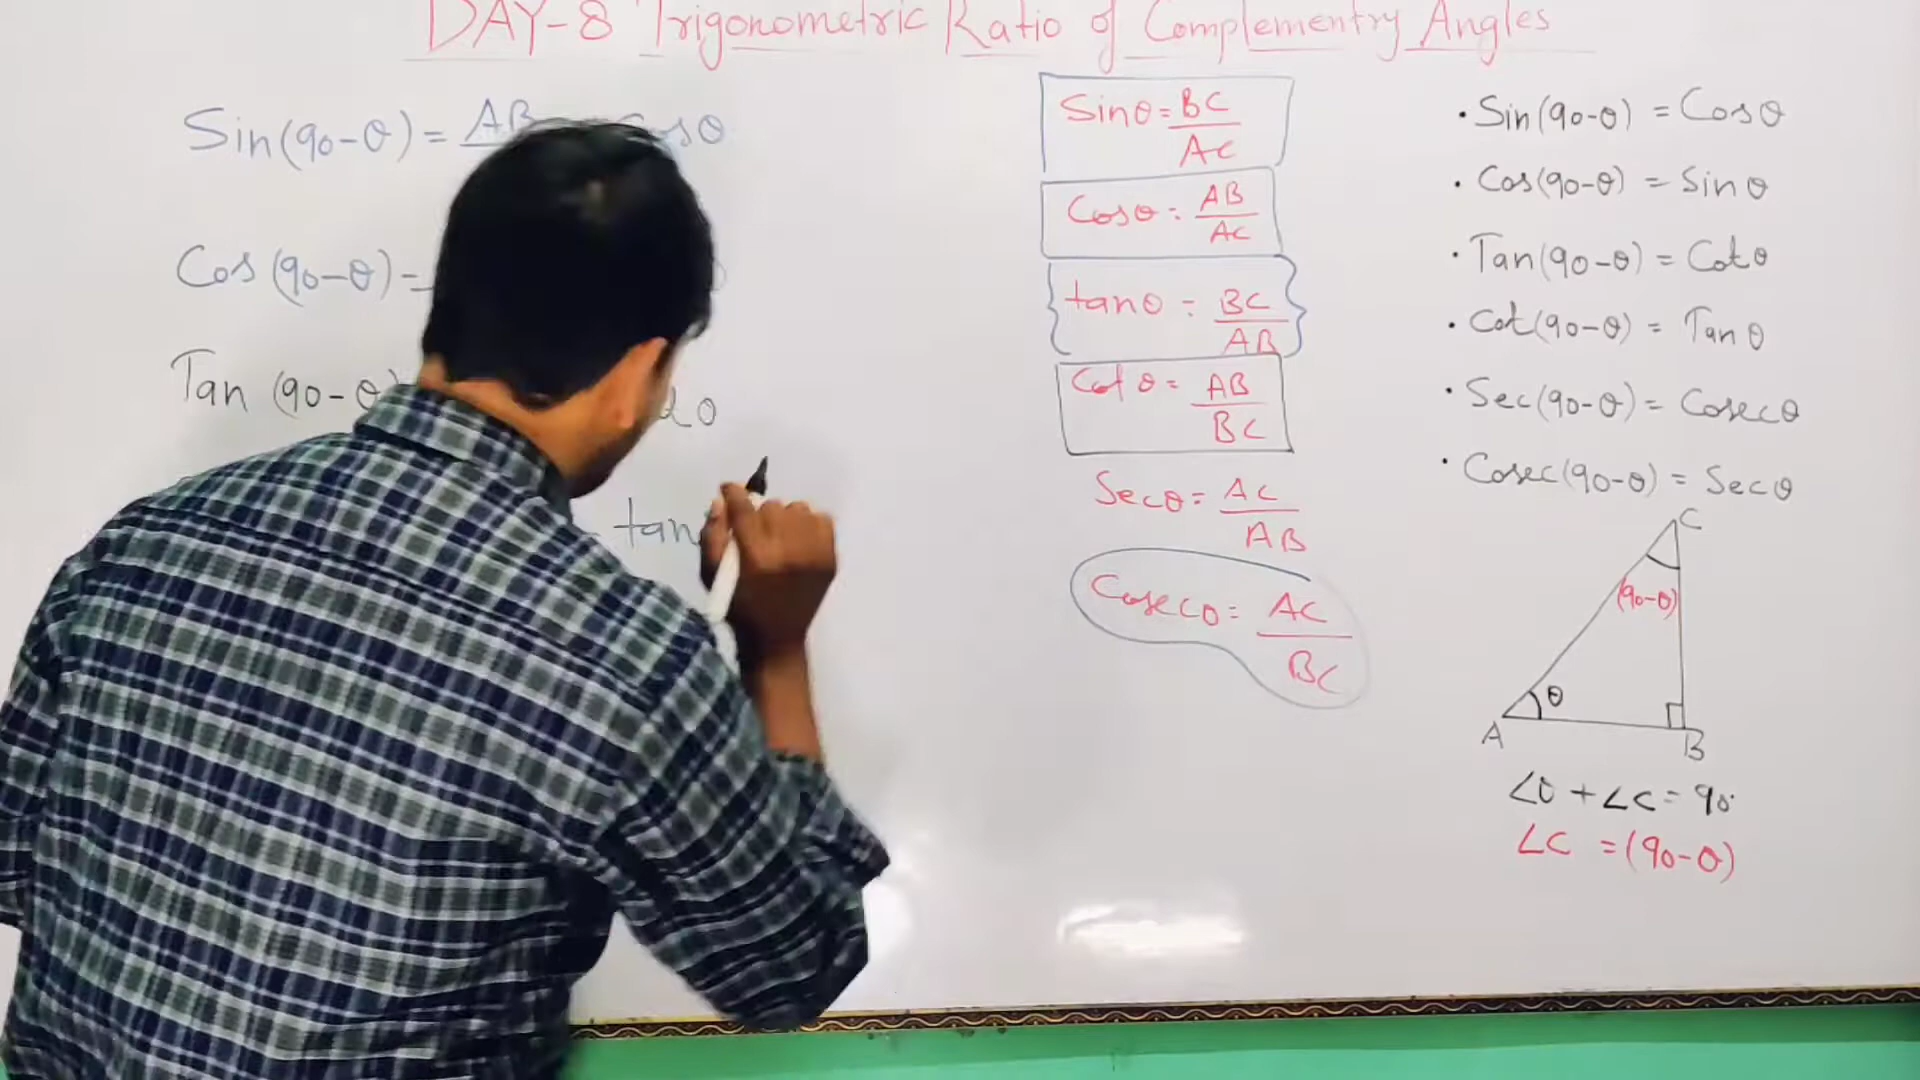 DAY-8 Trigonometric Ratio of Complementry Angles
Sin(90-θ) = AB Cosθ
Cos(90-θ) =
Tan (90-θ)
tan
Sinθ = BC
AC
Cosθ = AB
AC
tanθ = BC
AB
Cotθ = AB
BC
Secθ = AC
AB
Cosecθ = AC
BC
• Sin(90-θ) = Cosθ
• Cos(90-θ) = Sinθ
• Tan(90-θ) = Cotθ
• Cot(90-θ) = Tanθ
• Sec(90-θ) = Cosecθ
• Cosec(90-θ) = Secθ
C
(90-θ)
θ
A
B
∠θ + ∠C = 90°
∠C = (90-θ)